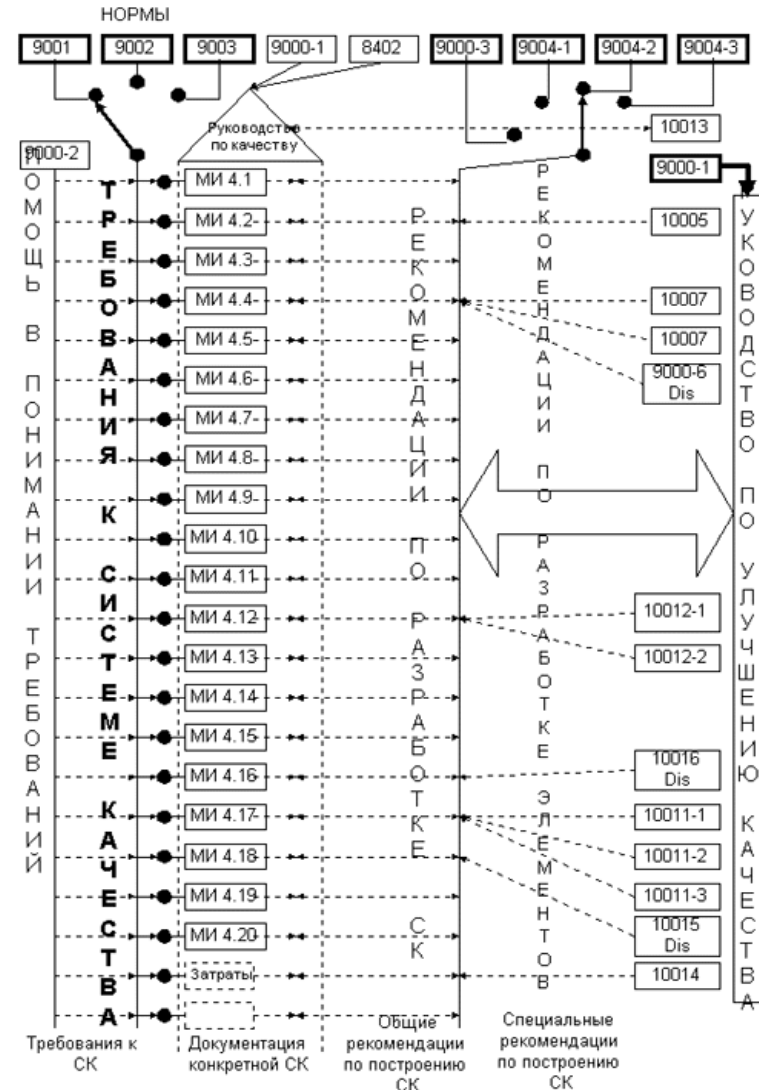 НОРМЫ
9001
9002
9003
9000-1
8402
9000-3
9004-1
9004-2
9004-3
Руководство
по качеству
10013
9000-2
9000-1
ПОМОЩЬ В ПОНИМАНИИ ТРЕБОВАНИЙ
ТРЕБОВАНИЯ К СИСТЕМЕ КАЧЕСТВА
МИ 4.1
МИ 4.2
МИ 4.3
МИ 4.4
МИ 4.5
МИ 4.6
МИ 4.7
МИ 4.8
МИ 4.9
МИ 4.10
МИ 4.11
МИ 4.12
МИ 4.13
МИ 4.14
МИ 4.15
МИ 4.16
МИ 4.17
МИ 4.18
МИ 4.19
МИ 4.20
Затраты
РЕКОМЕНДАЦИИ ПО РАЗРАБОТКЕ СК
РЕКОМЕНДАЦИИ ПО РАЗРАБОТКЕ ЭЛЕМЕНТОВ
10005
10007
10007
9000-6
Dis
10012-1
10012-2
10016
Dis
10011-1
10011-2
10011-3
10015
Dis
10014
УКОВОДСТВО ПО УЛУЧШЕНИЮ КАЧЕСТВА
Требования к
СК
Документация
конкретной СК
Общие
рекомендации
по построению
СК
Специальные
рекомендации
по построению
СК